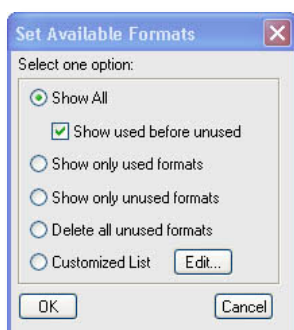 Set Available Formats
Select one option:
Show All
Show used before unused
Show only used formats
Show only unused formats
Delete all unused formats
Customized List Edit...
OK Cancel